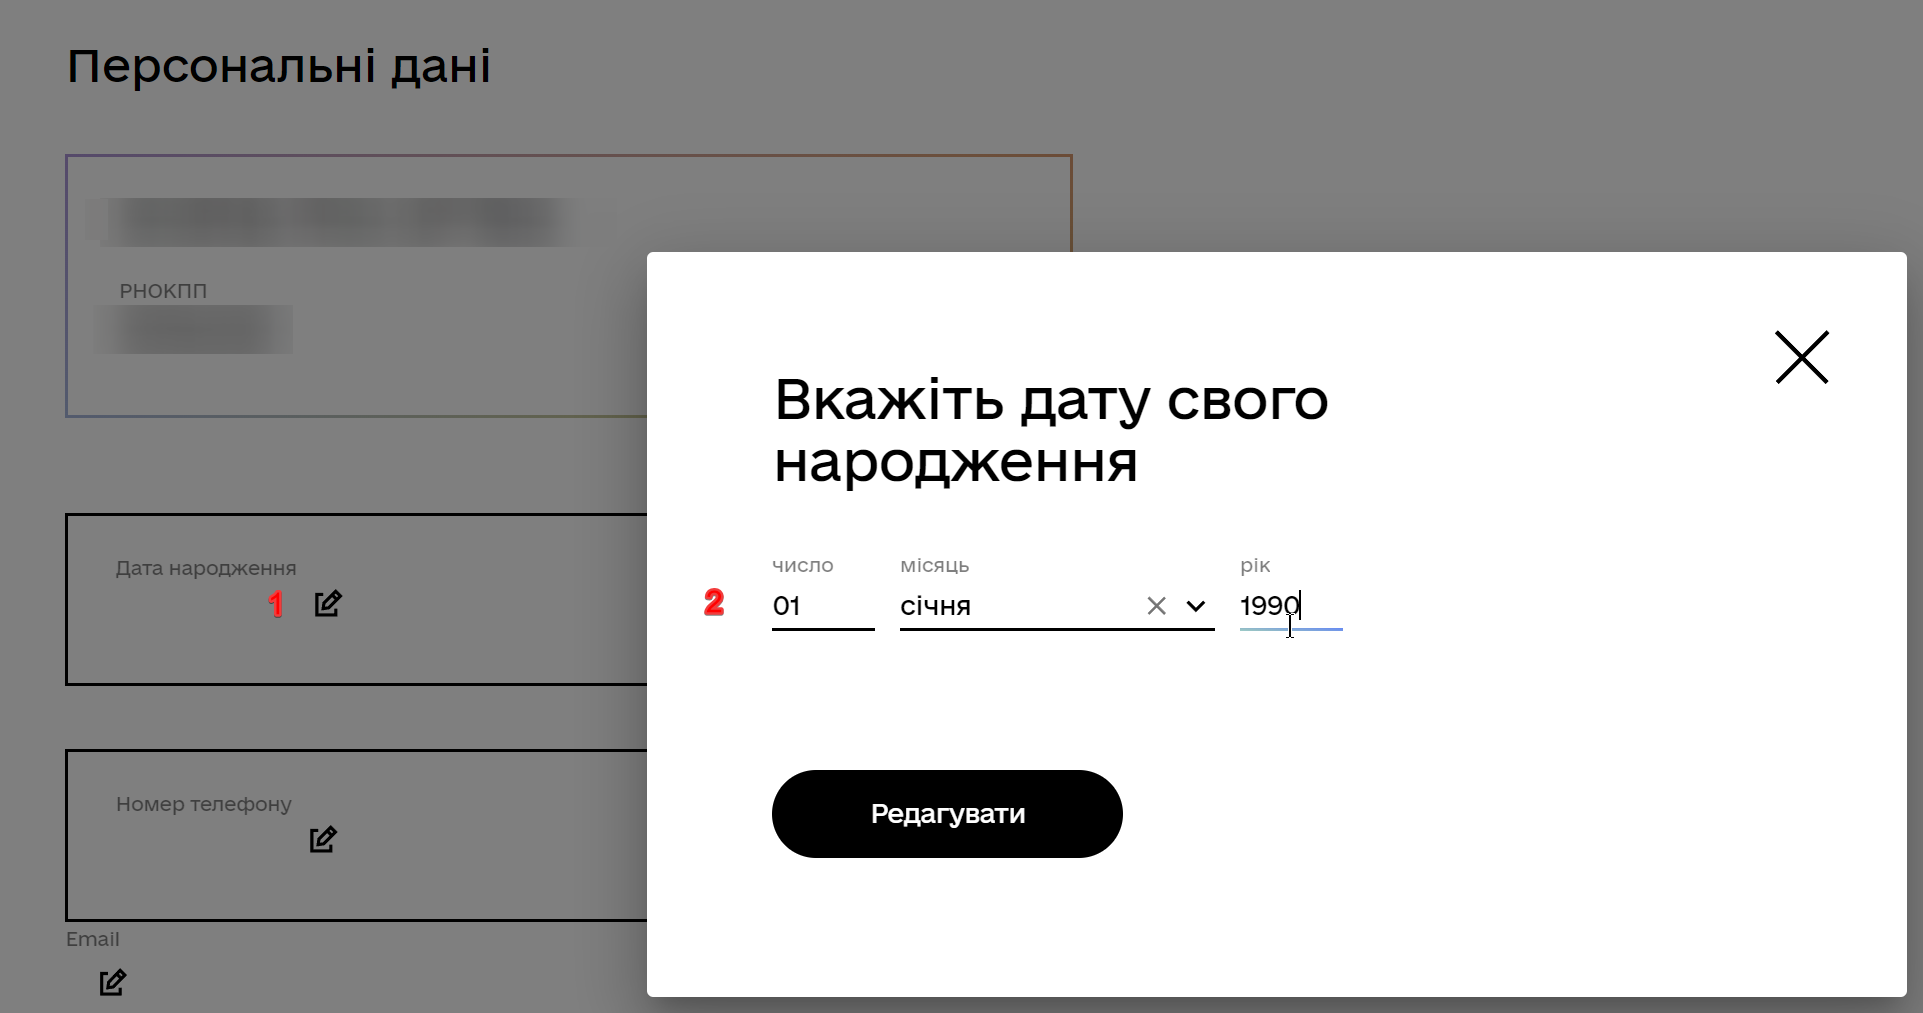 Персональні дані
РНОКПП
Дата народження
1
Номер телефону
Email
Вкажіть дату свого
народження
число місяць рік
2 01 січня 1990
Редагувати